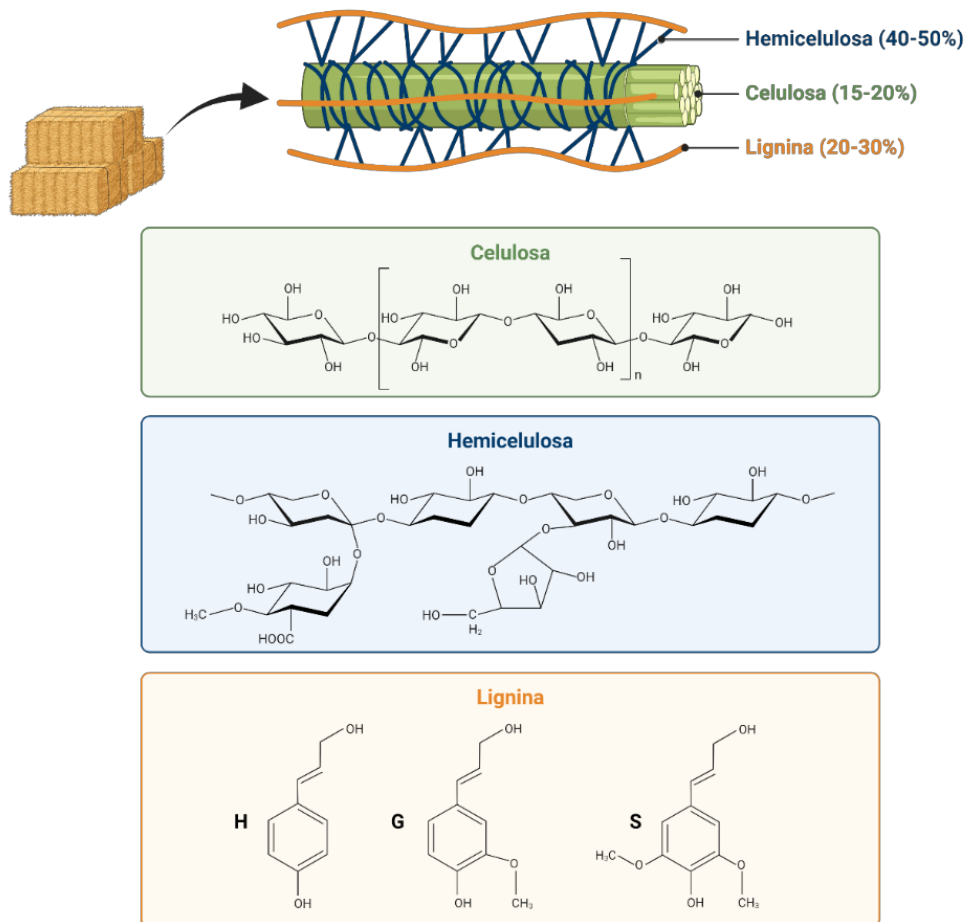 Hemicelulosa (40-50%)
Celulosa (15-20%)
Lignina (20-30%)
Celulosa
OH OH OH OH
HO O HO O O HO OH
HO O O O HO O
OH OH OH OH OH
n
Hemicelulosa
OH OH
O O HO O O HO O
HO O O O
OH O OH
HO O O OH
H₃C O HO
HOOC HO C
H₂
Lignina
OH OH OH
H G S
H₃C O O O
OH OH CH₃ OH CH₃